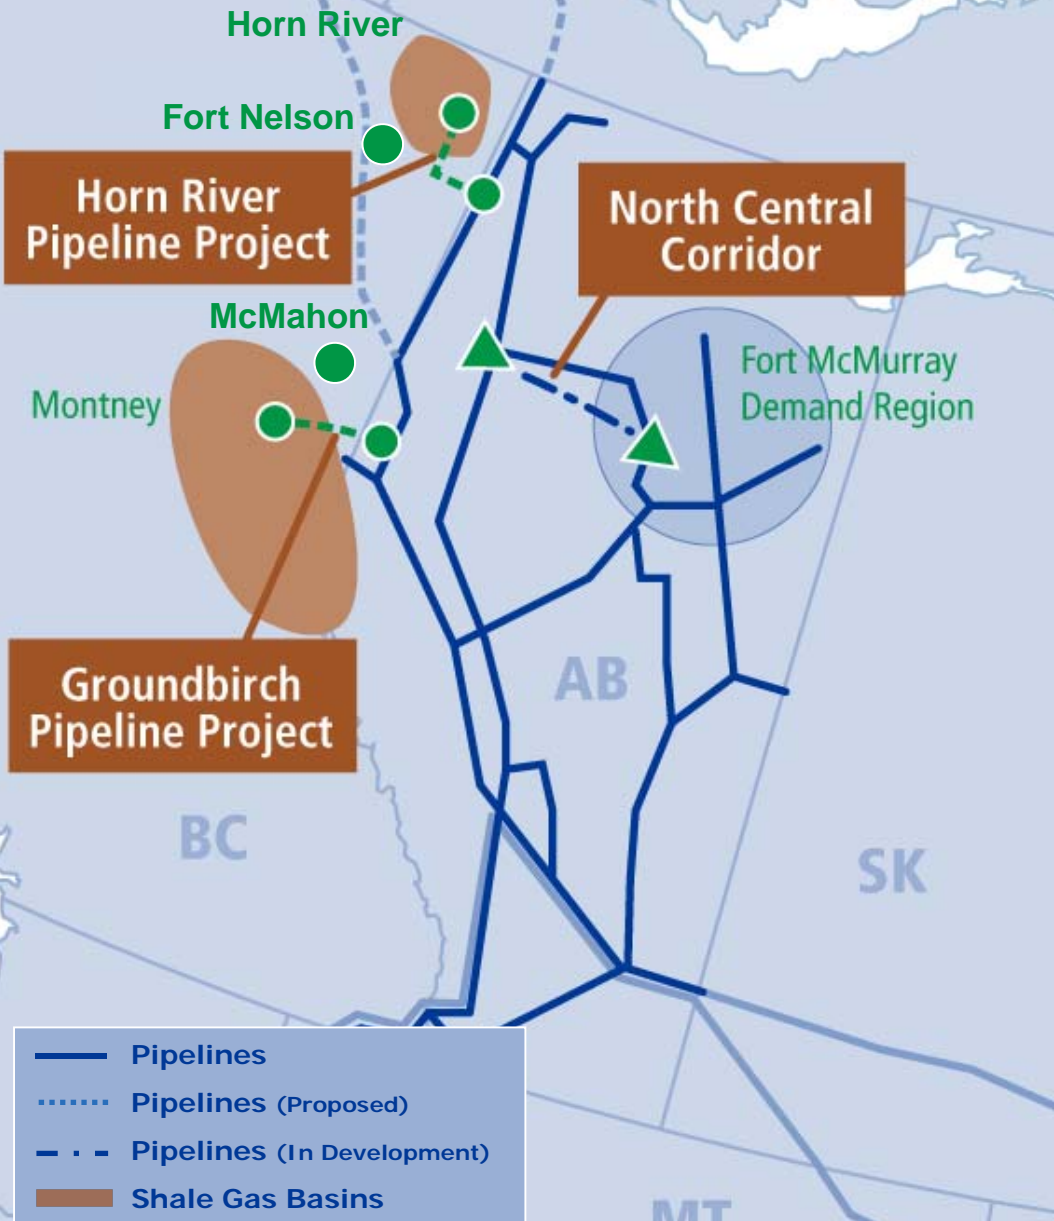 Horn River
Fort Nelson
Horn River
Pipeline Project
North Central
Corridor
McMahon
Montney
Fort McMurray
Demand Region
Groundbirch
Pipeline Project
AB
BC
SK
MT
Pipelines
Pipelines (Proposed)
Pipelines (In Development)
Shale Gas Basins